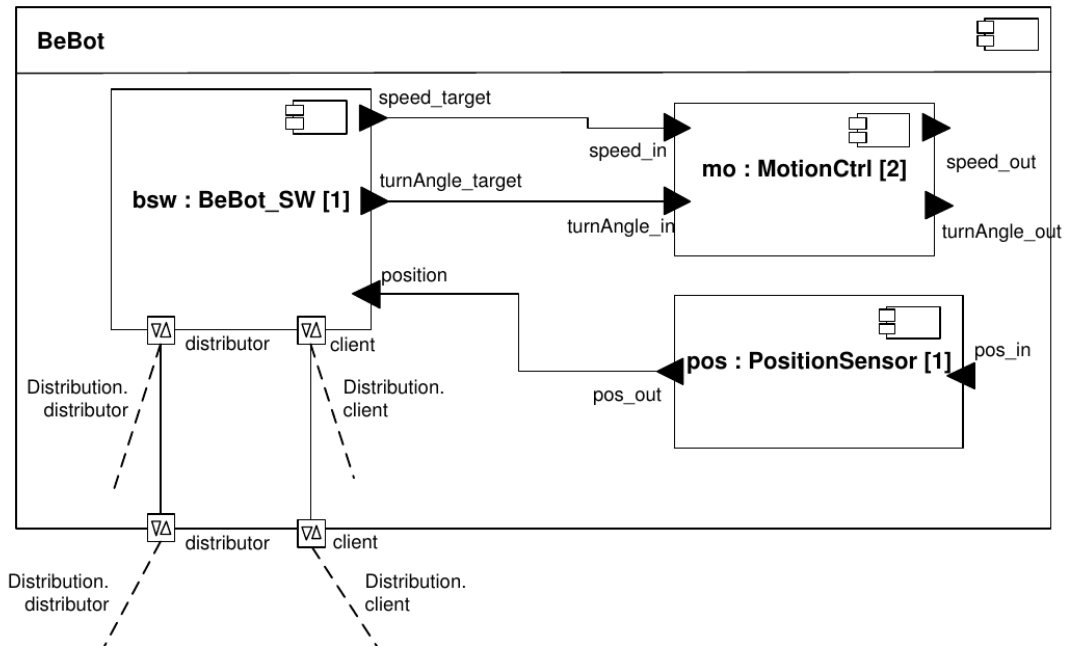 BeBot
speed_target
speed_in
mo : MotionCtrl [2]
speed_out
turnAngle_target
bsw : BeBot_SW [1]
turnAngle_in
turnAngle_out
position
distributor
client
pos_in
pos : PositionSensor [1]
pos_out
Distribution.
distributor
Distribution.
client
distributor
client
Distribution.
distributor
Distribution.
client